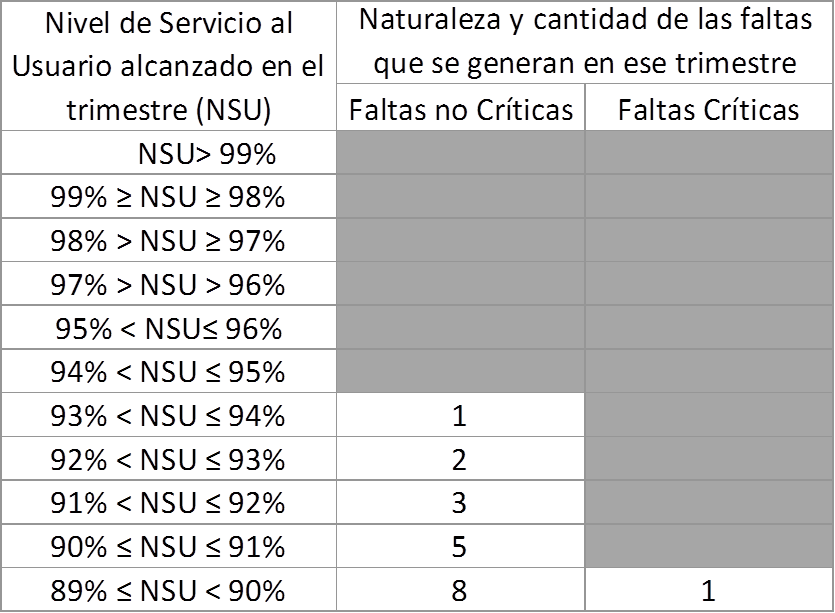 Nivel de Servicio al
Usuario alcanzado en el
trimestre (NSU)
Naturaleza y cantidad de las faltas
que se generan en ese trimestre
Faltas no Críticas
Faltas Críticas
NSU> 99%
99% ≥ NSU ≥ 98%
98% > NSU ≥ 97%
97% > NSU > 96%
95% < NSU≤ 96%
94% < NSU ≤ 95%
93% < NSU ≤ 94% 1
92% < NSU ≤ 93% 2
91% < NSU ≤ 92% 3
90% ≤ NSU ≤ 91% 5
89% ≤ NSU < 90% 8 1